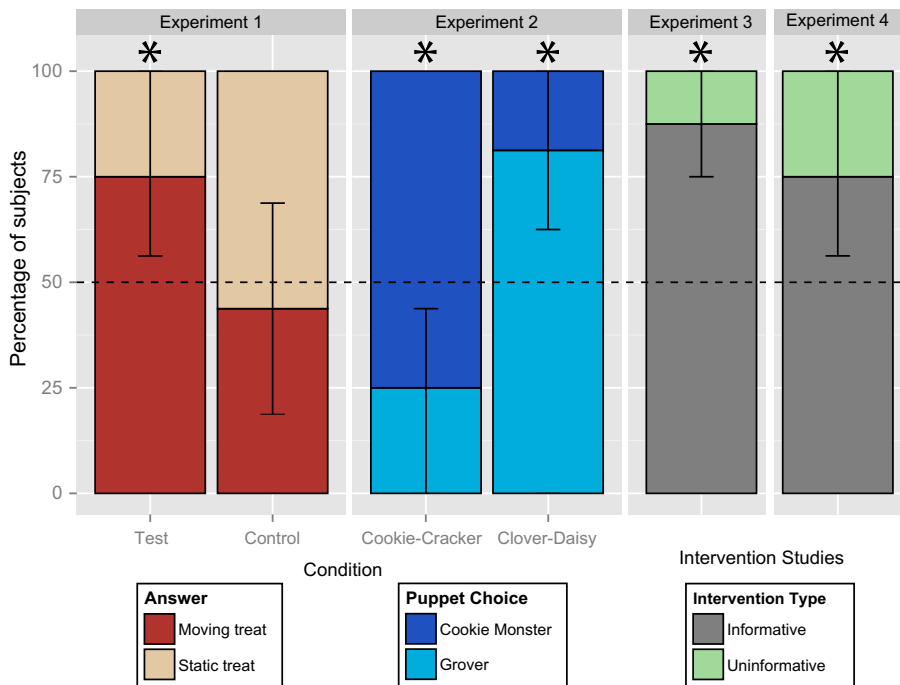 Experiment 1 Experiment 2 Experiment 3 Experiment 4
* * * * *
100
75
50
25
0
Percentage of subjects
Test Control Cookie-Cracker Clover-Daisy
Condition
Intervention Studies
Answer
Moving treat
Static treat
Puppet Choice
Cookie Monster
Grover
Intervention Type
Informative
Uninformative